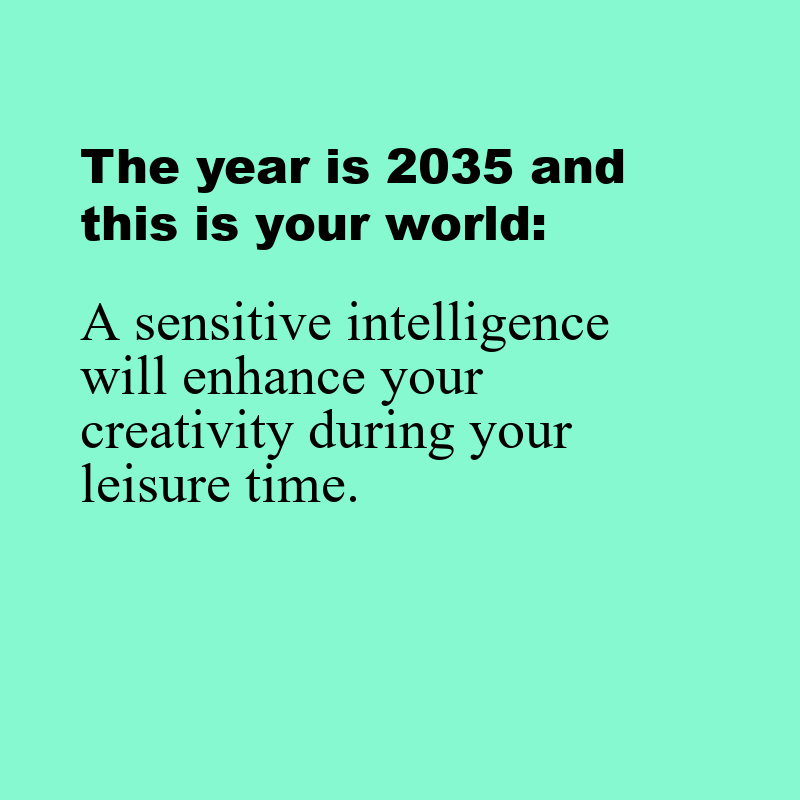 The year is 2035 and
this is your world:
A sensitive intelligence
will enhance your
creativity during your
leisure time.